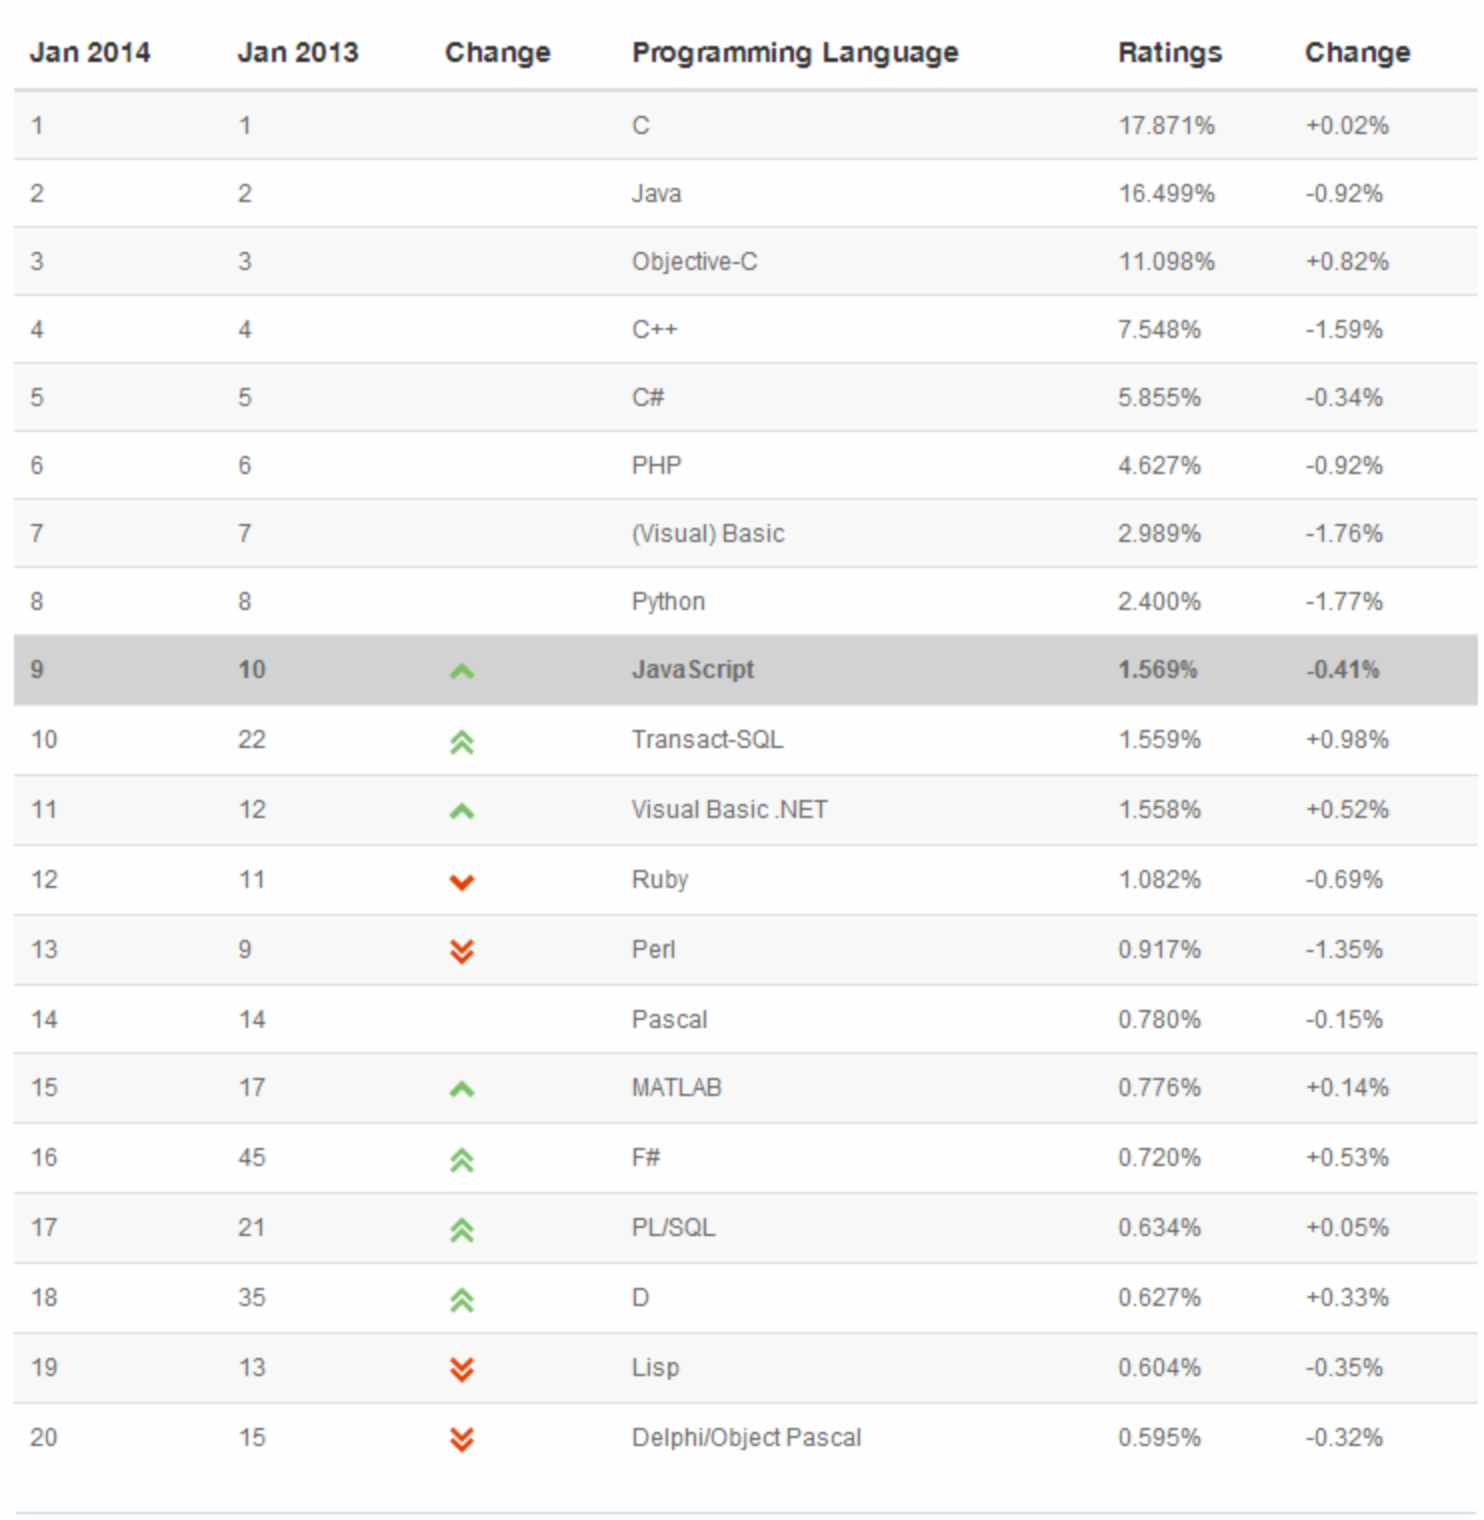 Jan 2014 Jan 2013 Change Programming Language Ratings Change
1 1 C 17.871% +0.02%
2 2 Java 16.499% -0.92%
3 3 Objective-C 11.098% +0.82%
4 4 C++ 7.548% -1.59%
5 5 C# 5.855% -0.34%
6 6 PHP 4.627% -0.92%
7 7 (Visual) Basic 2.989% -1.76%
8 8 Python 2.400% -1.77%
9 10 JavaScript 1.569% -0.41%
10 22 Transact-SQL 1.559% +0.98%
11 12 Visual Basic .NET 1.558% +0.52%
12 11 Ruby 1.082% -0.69%
13 9 Perl 0.917% -1.35%
14 14 Pascal 0.780% -0.15%
15 17 MATLAB 0.776% +0.14%
16 45 F# 0.720% +0.53%
17 21 PL/SQL 0.634% +0.05%
18 35 D 0.627% +0.33%
19 13 Lisp 0.604% -0.35%
20 15 Delphi/Object Pascal 0.595% -0.32%